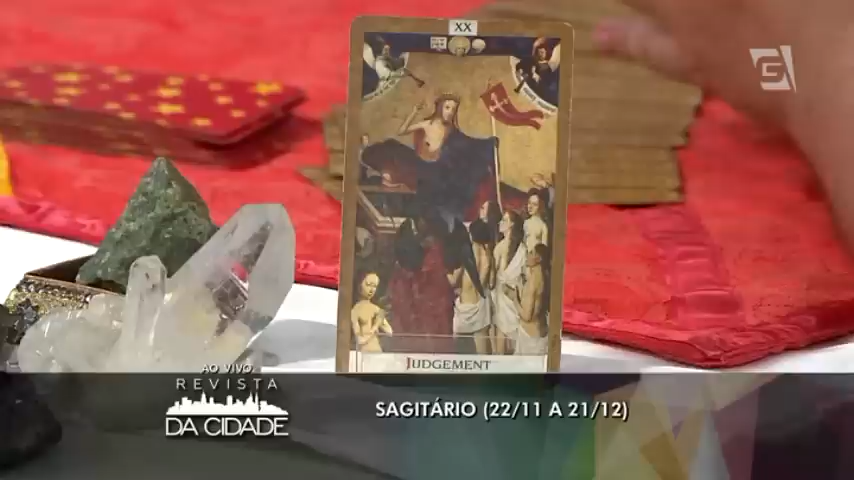 XX
JUDGEMENT
AO VIVO
REVISTA
DA CIDADE
SAGITÁRIO (22/11 A 21/12)